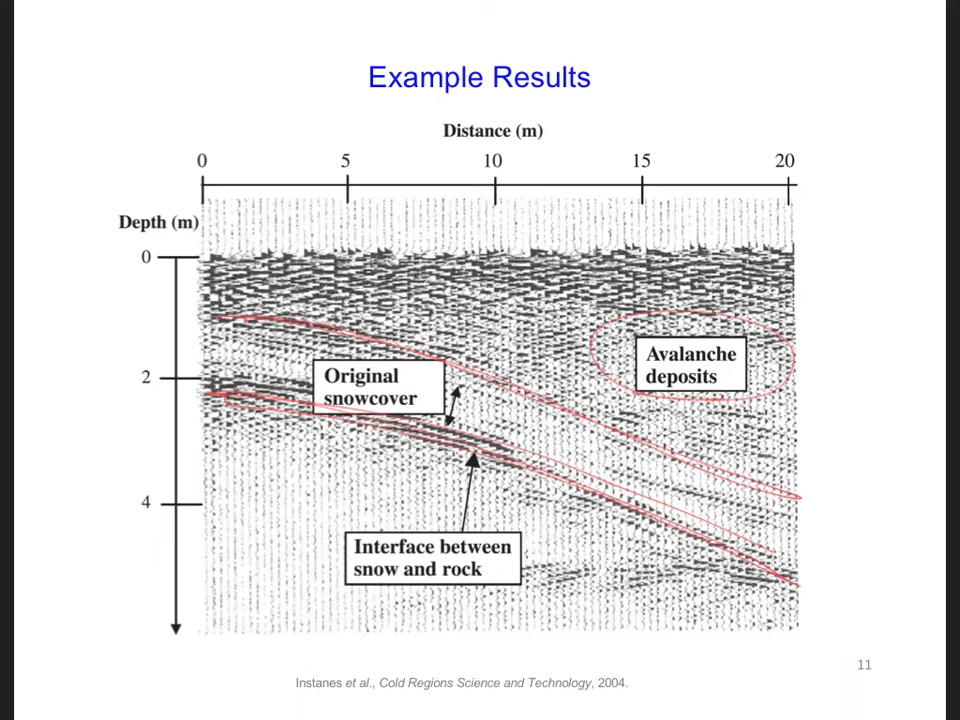 Example Results
Distance (m)
0 5 10 15 20
Depth (m)
0
2
4
Avalanche
deposits
Original
snowcover
Interface between
snow and rock
11
Instanes et al., Cold Regions Science and Technology, 2004.